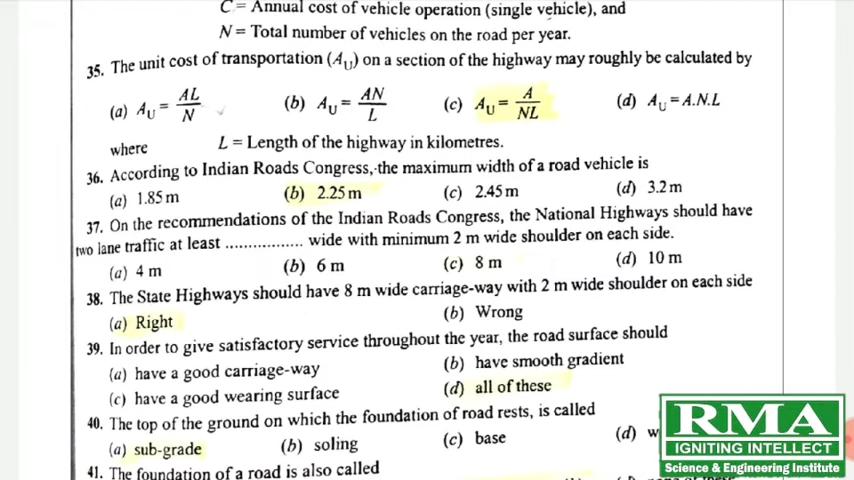 C = Annual cost of vehicle operation (single vehicle), and
N = Total number of vehicles on the road per year.
35. The unit cost of transportation (AU) on a section of the highway may roughly be calculated by
(a) AU = AL/N (b) AU = AN/L (c) AU = A/NL (d) AU = A.N.L
where L = Length of the highway in kilometres.
36. According to Indian Roads Congress, the maximum width of a road vehicle is
(a) 1.85 m (b) 2.25 m (c) 2.45 m (d) 3.2 m
37. On the recommendations of the Indian Roads Congress, the National Highways should have
two lane traffic at least ................ wide with minimum 2 m wide shoulder on each side.
(a) 4 m (b) 6 m (c) 8 m (d) 10 m
38. The State Highways should have 8 m wide carriage-way with 2 m wide shoulder on each side
(a) Right (b) Wrong
39. In order to give satisfactory service throughout the year, the road surface should
(a) have a good carriage-way (b) have smooth gradient
(c) have a good wearing surface (d) all of these
40. The top of the ground on which the foundation of road rests, is called
(a) sub-grade (b) soling (c) base (d)
41. The foundation of a road is also called
RMA
IGNITING INTELLECT
Science & Engineering Institute